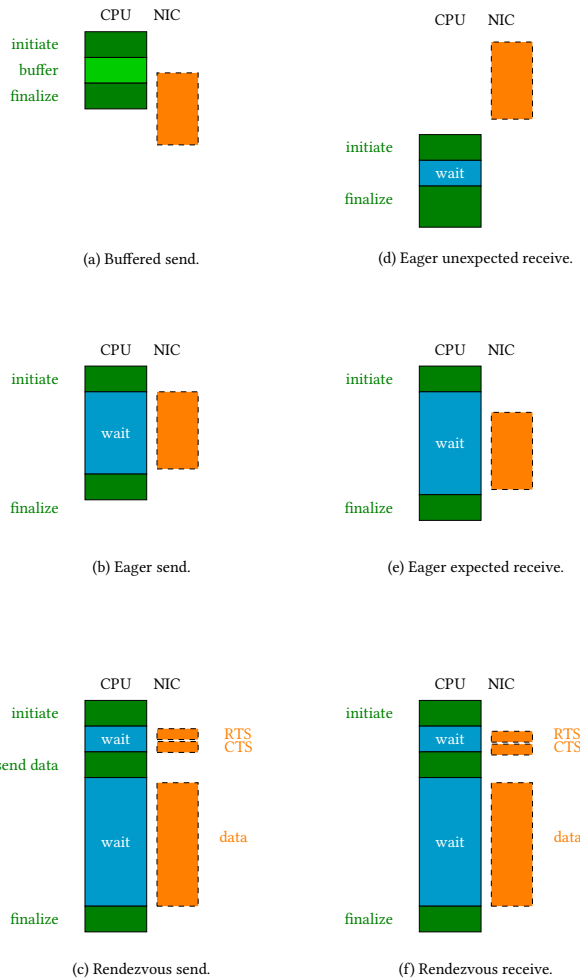 CPU NIC
initiate
buffer
finalize
(a) Buffered send.
CPU NIC
initiate
wait
finalize
(d) Eager unexpected receive.
CPU NIC
initiate
wait
finalize
(b) Eager send.
CPU NIC
initiate
wait
finalize
(e) Eager expected receive.
CPU NIC
initiate
wait
RTS
CTS
send data
wait
data
finalize
(c) Rendezvous send.
CPU NIC
initiate
wait
RTS
CTS
wait
data
finalize
(f) Rendezvous receive.